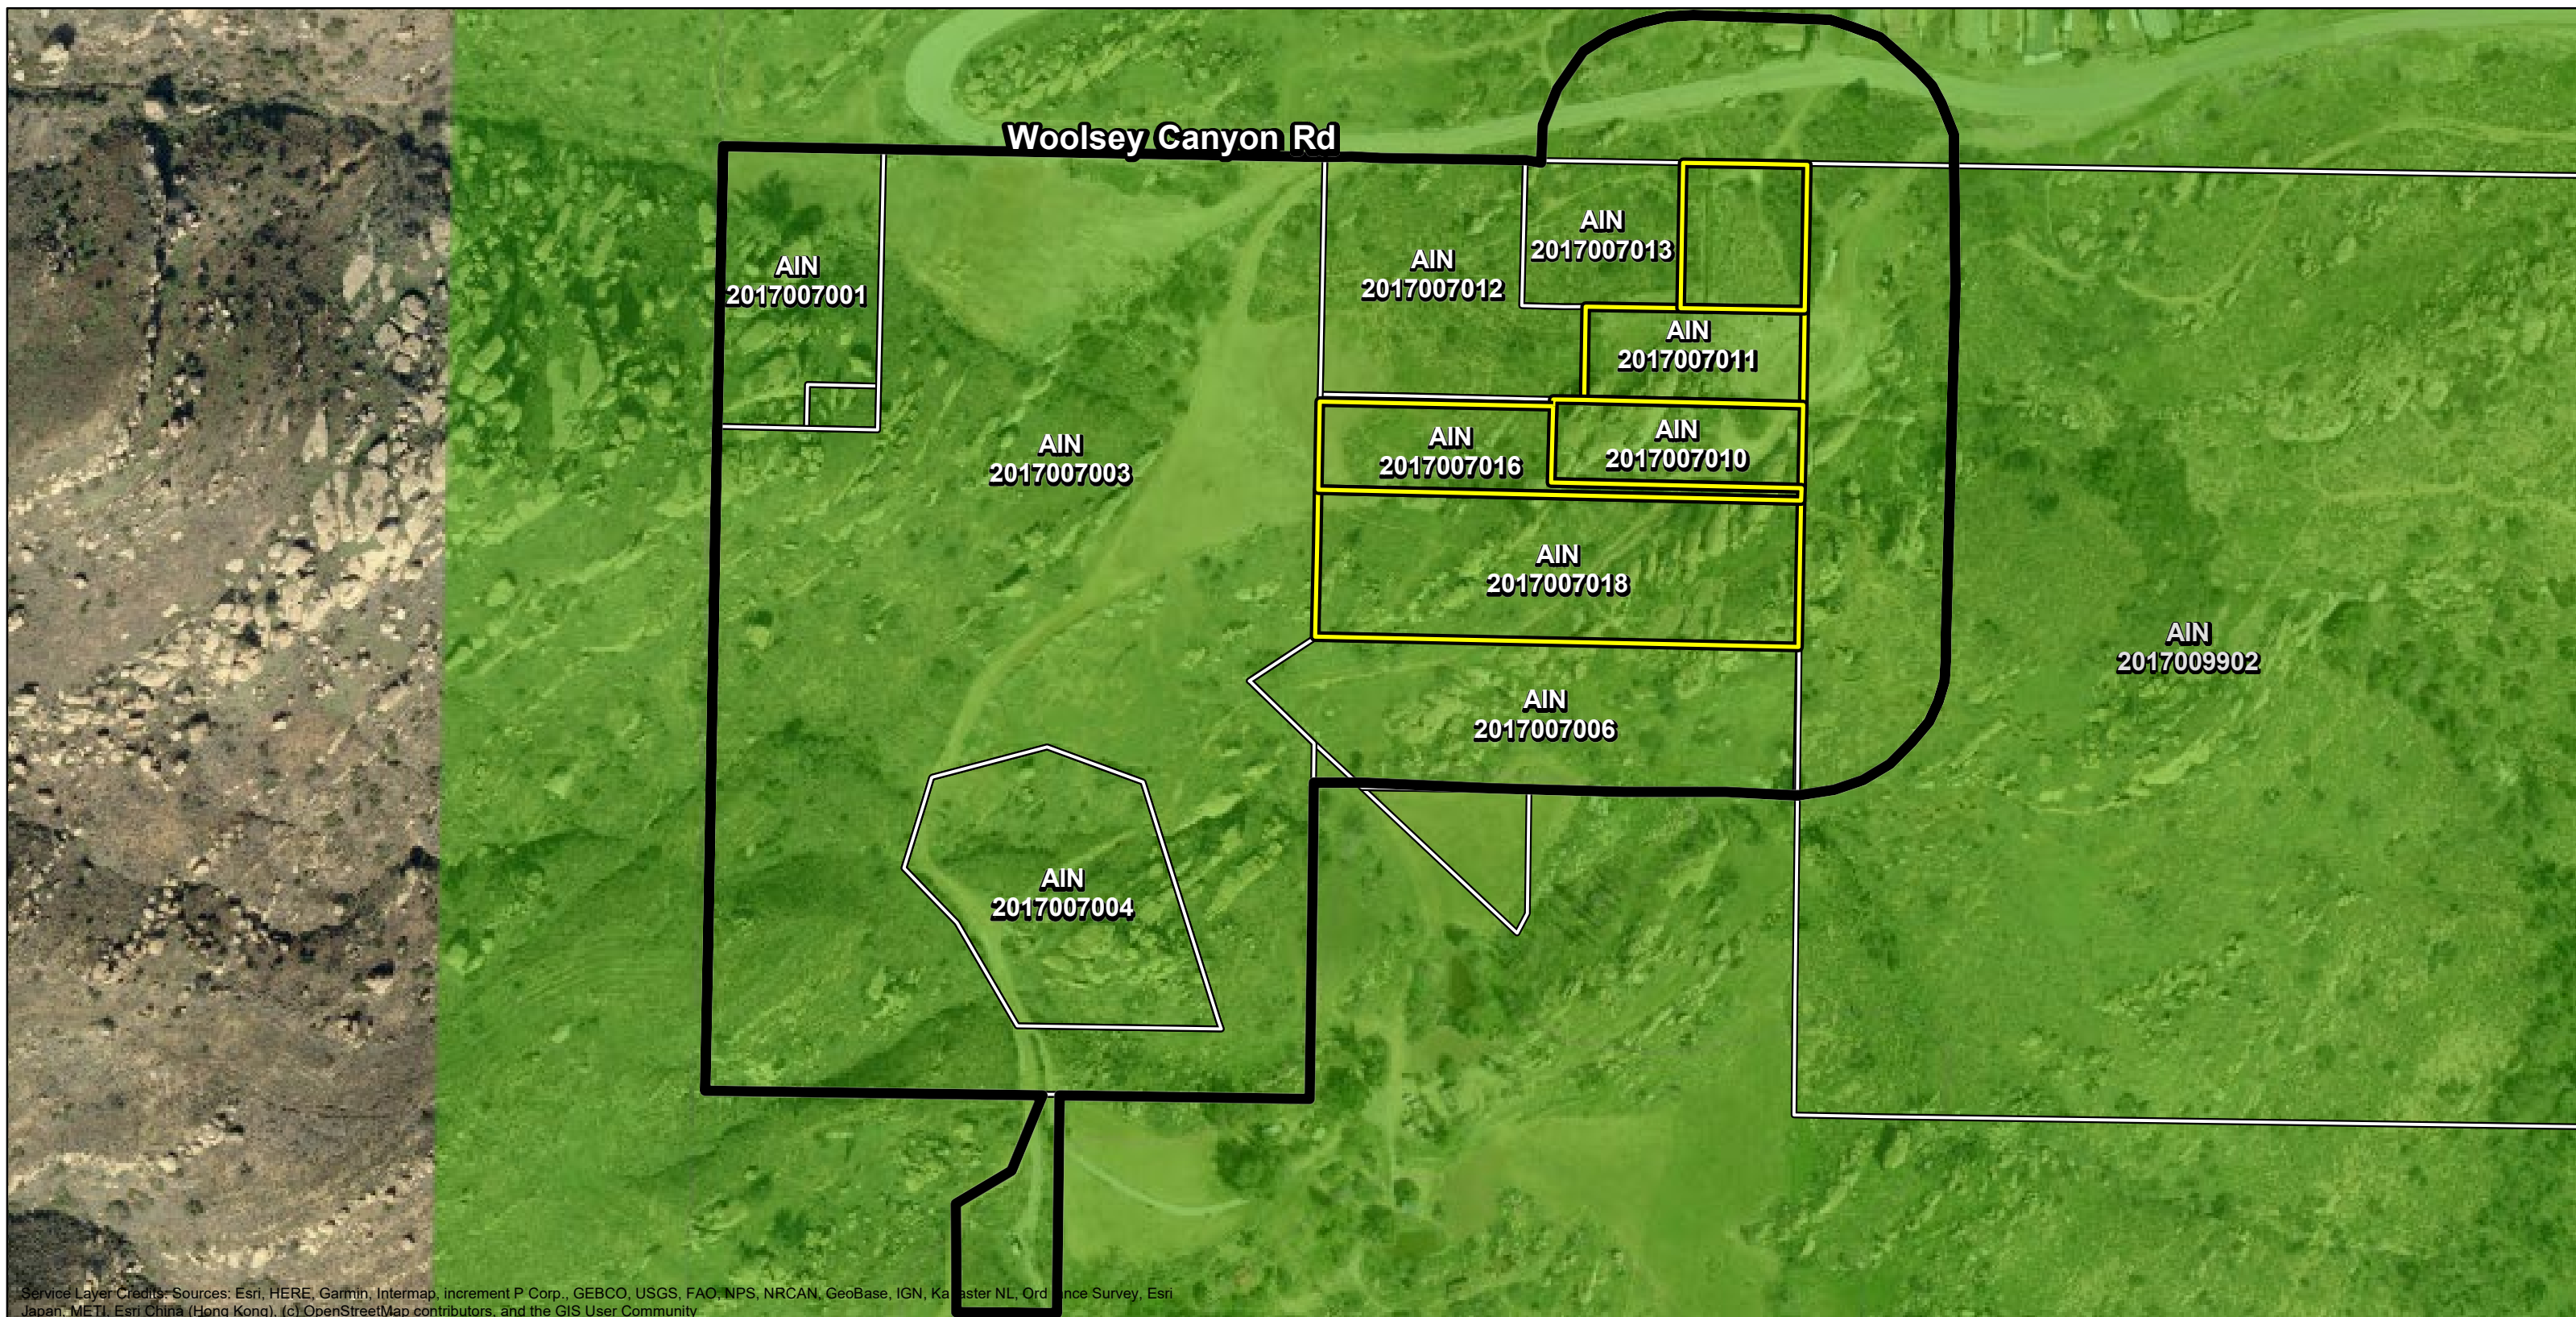 Woolsey Canyon Rd
AIN
2017007001
AIN
2017007003
AIN
2017007012
AIN
2017007013
AIN
2017007011
AIN
2017007016
AIN
2017007010
AIN
2017007018
AIN
2017007006
AIN
2017009902
AIN
2017007004
Service Layer Credits: Sources: Esri, HERE, Garmin, Intermap, increment P Corp., GEBCO, USGS, FAO, NPS, NRCAN, GeoBase, IGN, Survey, Esri
Japan, METI, Esri China (Hong Kong), (c) OpenStreetMap contributors, and the GIS User Community